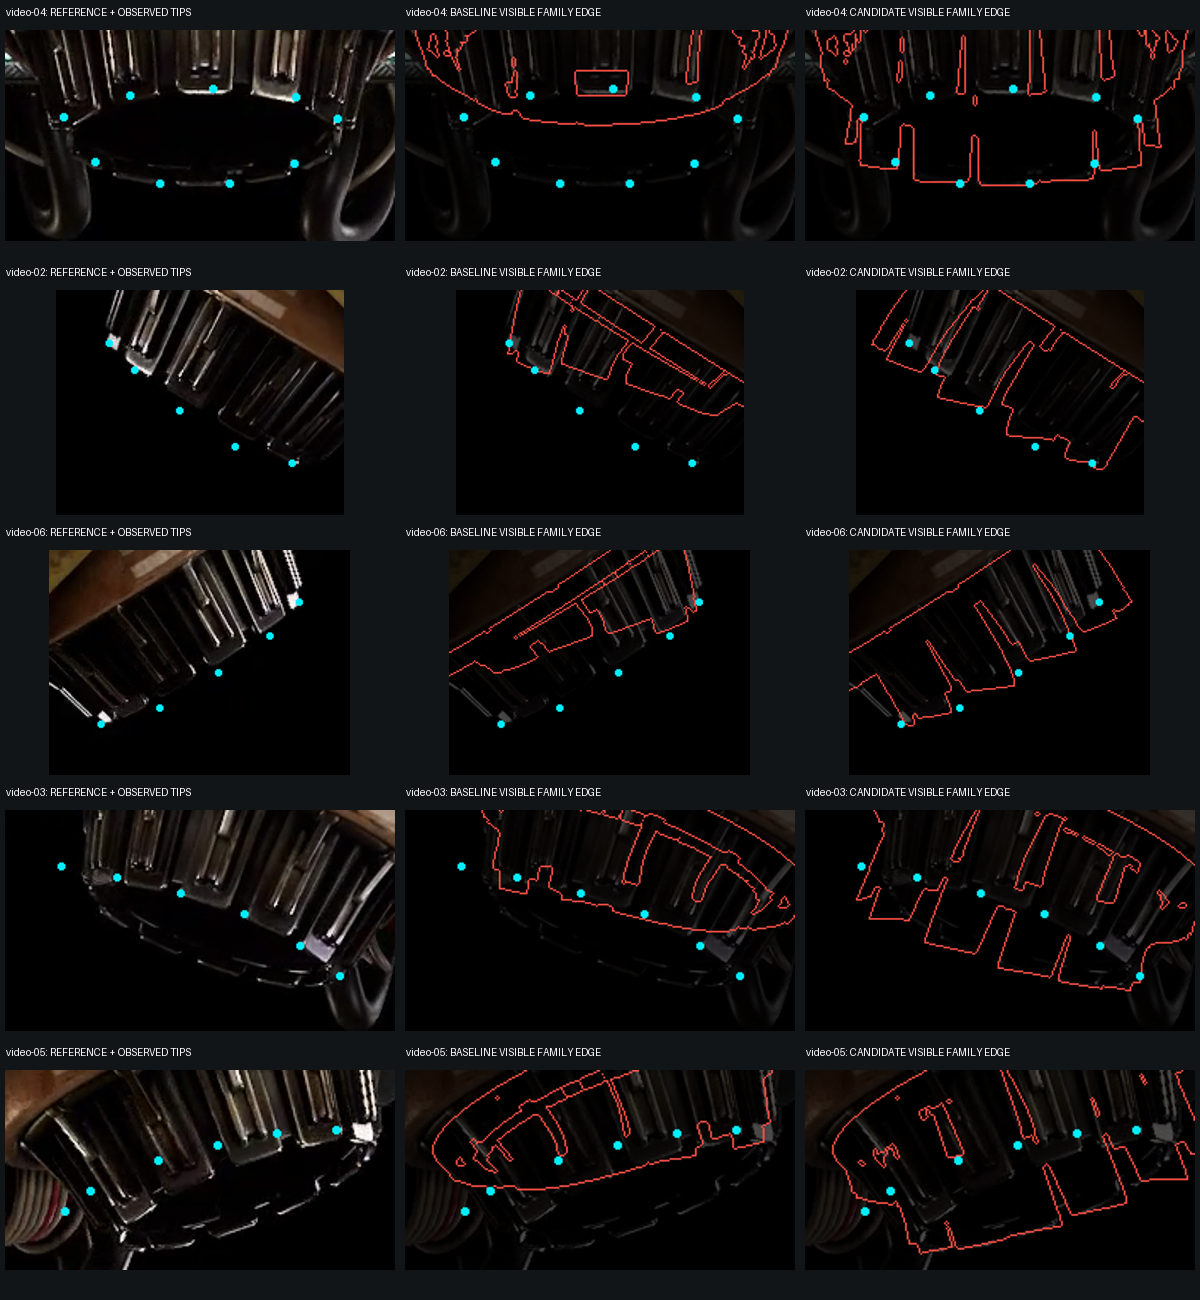 video-04: REFERENCE + OBSERVED TIPS
video-04: BASELINE VISIBLE FAMILY EDGE
video-04: CANDIDATE VISIBLE FAMILY EDGE
video-02: REFERENCE + OBSERVED TIPS
video-02: BASELINE VISIBLE FAMILY EDGE
video-02: CANDIDATE VISIBLE FAMILY EDGE
video-06: REFERENCE + OBSERVED TIPS
video-06: BASELINE VISIBLE FAMILY EDGE
video-06: CANDIDATE VISIBLE FAMILY EDGE
video-03: REFERENCE + OBSERVED TIPS
video-03: BASELINE VISIBLE FAMILY EDGE
video-03: CANDIDATE VISIBLE FAMILY EDGE
video-05: REFERENCE + OBSERVED TIPS
video-05: BASELINE VISIBLE FAMILY EDGE
video-05: CANDIDATE VISIBLE FAMILY EDGE